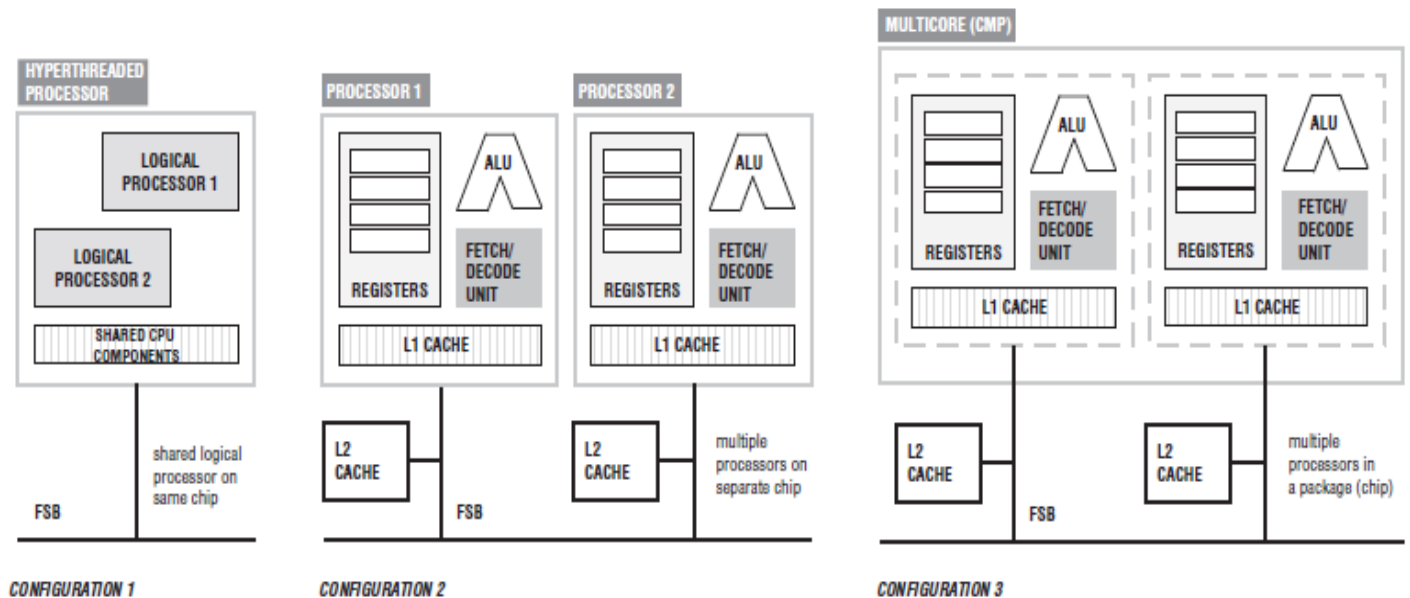 HYPERTHREADED
PROCESSOR
LOGICAL
PROCESSOR 1
LOGICAL
PROCESSOR 2
SHARED CPU
COMPONENTS
shared logical
processor on
same chip
FSB
CONFIGURATION 1
PROCESSOR 1
ALU
FETCH/
DECODE
UNIT
REGISTERS
L1 CACHE
L2
CACHE
FSB
PROCESSOR 2
ALU
FETCH/
DECODE
UNIT
REGISTERS
L1 CACHE
L2
CACHE
multiple
processors on
separate chip
CONFIGURATION 2
MULTICORE (CMP)
ALU
FETCH/
DECODE
UNIT
REGISTERS
L1 CACHE
L2
CACHE
FSB
ALU
FETCH/
DECODE
UNIT
REGISTERS
L1 CACHE
L2
CACHE
multiple
processors in
a package (chip)
CONFIGURATION 3